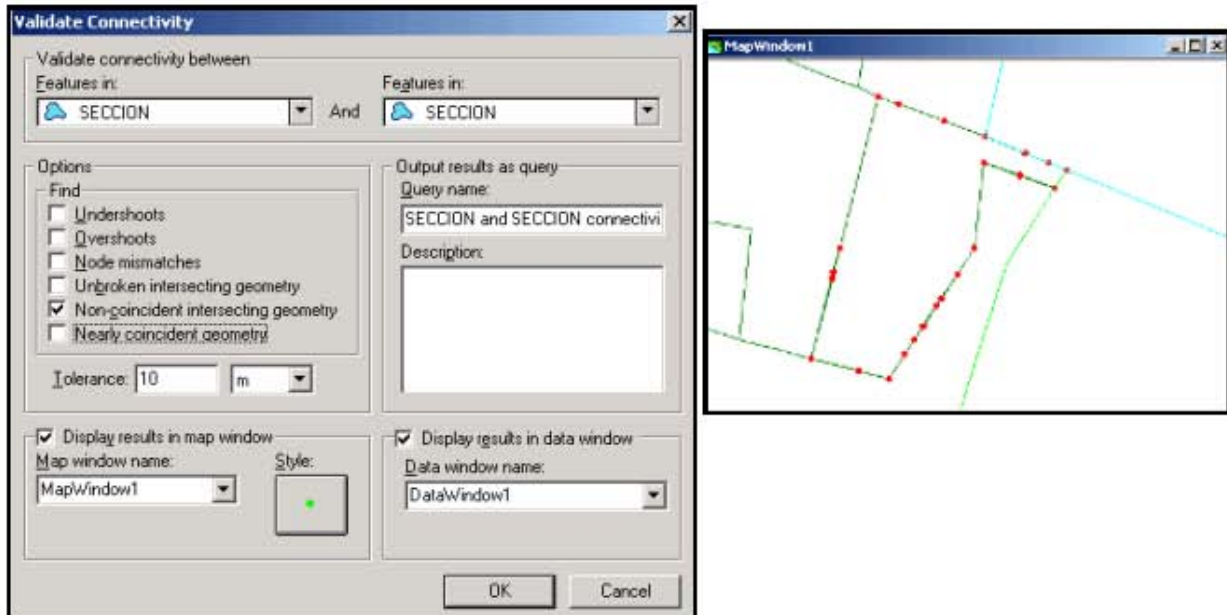 Validate Connectivity
Validate connectivity between
Features in:
SECCION
And
Features in:
SECCION
Options
Find
Undershoots
Overshoots
Node mismatches
Unbroken intersecting geometry
Non-coincident intersecting geometry
Nearly coincident geometry
Tolerance: 10 m
Output results as query
Query name:
SECCION and SECCION connectivi
Description:
Display results in map window
Map window name:
MapWindow1
Style:
Display results in data window
Data window name:
DataWindow1
OK
Cancel
MapWindow1